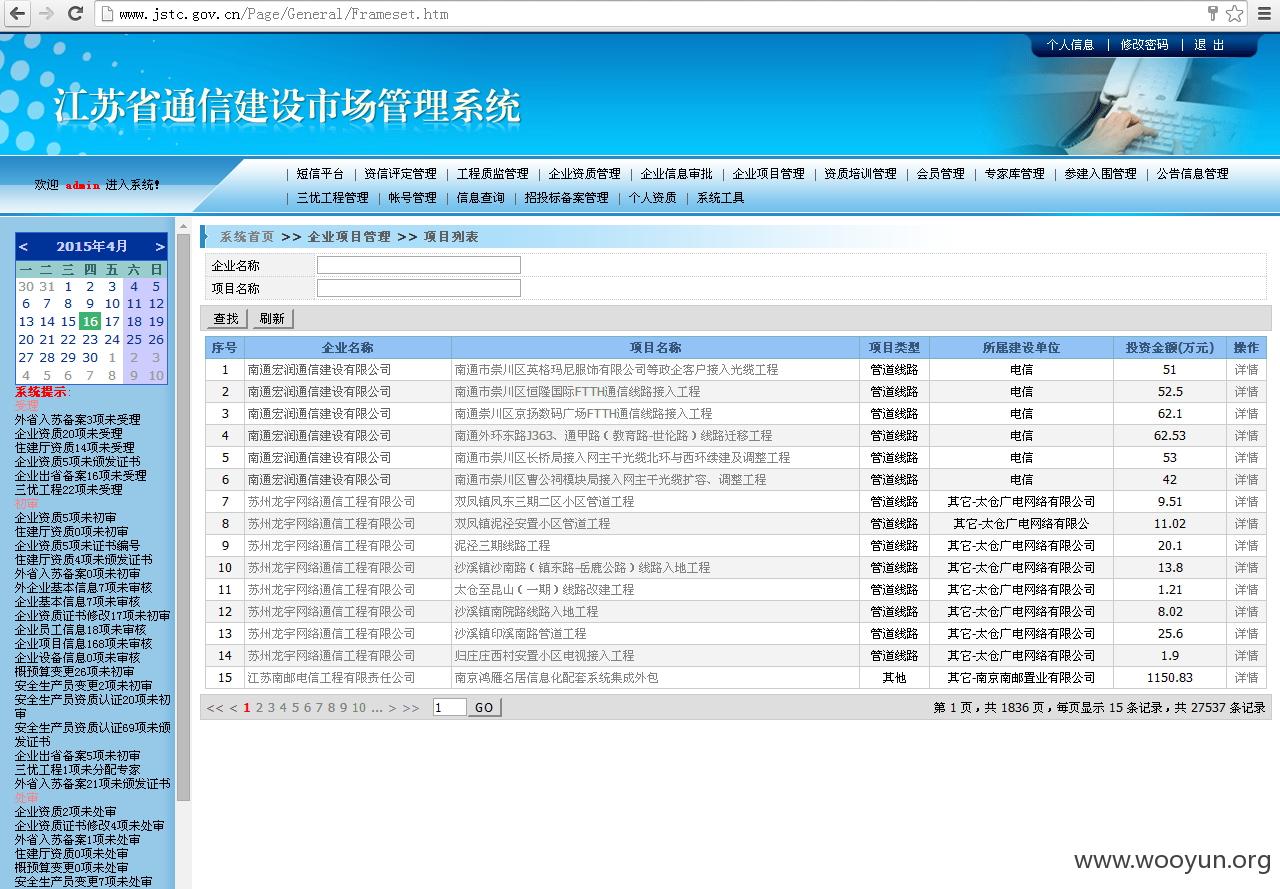 www.jstc.gov.cn/Page/General/Frameset.htm
个人信息 | 修改密码 | 退 出
江苏省通信建设市场管理系统
欢迎 admin 进入系统!
| 短信平台 | 资信评定管理 | 工程质监管理 | 企业资质管理 | 企业信息审批 | 企业项目管理 | 资质培训管理 | 会员管理 | 专家库管理 | 参建入围管理 | 公告信息管理
| 三优工程管理 | 帐号管理 | 信息查询 | 招投标备案管理 | 个人资质 | 系统工具
< 2015年4月 >
一 二 三 四 五 六 日
30 31 1 2 3 4 5
6 7 8 9 10 11 12
13 14 15 16 17 18 19
20 21 22 23 24 25 26
27 28 29 30 1 2 3
4 5 6 7 8 9 10
系统提示:
受理
外省入苏备案3项未受理
企业资质20项未受理
住建厅资质14项未受理
企业资质5项未颁发证书
企业出省备案16项未受理
三优工程22项未受理
初审
企业资质5项未初审
住建厅资质0项未初审
企业资质5项未证书编号
住建厅资质4项未颁发证书
外省入苏备案0项未初审
外企业基本信息7项未审核
企业基本信息7项未审核
企业资质证书修改17项未初审
企业员工信息18项未审核
企业项目信息168项未审核
企业设备信息0项未审核
概预算变更26项未初审
安全生产员变更2项未初审
安全生产员资质认证20项未初
审
安全生产员资质认证69项未颁
发证书
企业出省备案5项未初审
三优工程1项未分配专家
外省入苏备案21项未颁发证书
处审
企业资质2项未处审
企业资质证书修改4项未处审
外省入苏备案1项未处审
住建厅资质0项未处审
概预算变更0项未处审
安全生产员变更7项未处审
系统首页 >> 企业项目管理 >> 项目列表
企业名称
项目名称
查找 刷新
序号 企业名称 项目名称 项目类型 所属建设单位 投资金额(万元) 操作
1 南通宏润通信建设有限公司 南通市崇川区英格玛尼服饰有限公司等政企客户接入光缆工程 管道线路 电信 51 详情
2 南通宏润通信建设有限公司 南通市崇川区恒隆国际FTTH通信线路接入工程 管道线路 电信 52.5 详情
3 南通宏润通信建设有限公司 南通崇川区京扬数码广场FTTH通信线路接入工程 管道线路 电信 62.1 详情
4 南通宏润通信建设有限公司 南通外环东路J363、通甲路（教育路-世伦路）线路迁移工程 管道线路 电信 62.53 详情
5 南通宏润通信建设有限公司 南通市崇川区长桥局接入网主干光缆北环与西环续建及调整工程 管道线路 电信 53 详情
6 南通宏润通信建设有限公司 南通市崇川区曹公祠模块局接入网主干光缆扩容、调整工程 管道线路 电信 42 详情
7 苏州龙宇网络通信工程有限公司 双凤镇凤东三期二区小区管道工程 管道线路 其它-太仓广电网络有限公司 9.51 详情
8 苏州龙宇网络通信工程有限公司 双凤镇泥泾安置小区管道工程 管道线路 其它-太仓广电网络有限公 11.02 详情
9 苏州龙宇网络通信工程有限公司 泥泾三期线路工程 管道线路 其它-太仓广电网络有限公司 20.1 详情
10 苏州龙宇网络通信工程有限公司 沙溪镇沙南路（镇东路-岳鹿公路）线路入地工程 管道线路 其它-太仓广电网络有限公司 13.8 详情
11 苏州龙宇网络通信工程有限公司 太仓至昆山（一期）线路改建工程 管道线路 其它-太仓广电网络有限公司 1.21 详情
12 苏州龙宇网络通信工程有限公司 沙溪镇南院路线路入地工程 管道线路 其它-太仓广电网络有限公司 8.02 详情
13 苏州龙宇网络通信工程有限公司 沙溪镇印溪南路管道工程 管道线路 其它-太仓广电网络有限公司 25.6 详情
14 苏州龙宇网络通信工程有限公司 归庄庄西村安置小区电视接入工程 管道线路 其它-太仓广电网络有限公司 1.9 详情
15 江苏南邮电信工程有限责任公司 南京鸿雁名居信息化配套系统集成外包 其他 其它-南京南邮置业有限公司 1150.83 详情
<< < 1 2 3 4 5 6 7 8 9 10 ... > >> 1 GO 第 1 页，共 1836 页，每页显示 15 条记录，共 27537 条记录
www.wooyun.org